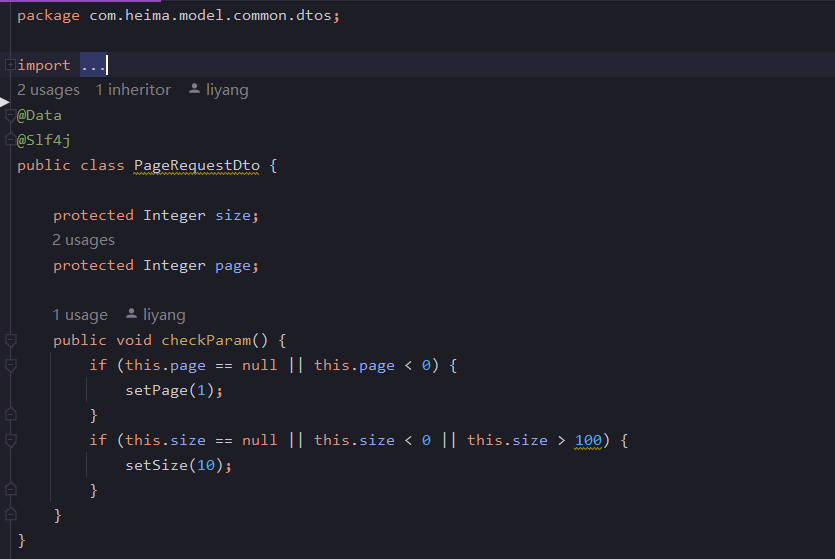 package com.heima.model.common.dtos;
import ...
2 usages 1 inheritor liyang
@Data
@Slf4j
public class PageRequestDto {
protected Integer size;
2 usages
protected Integer page;
1 usage liyang
public void checkParam() {
if (this.page == null || this.page < 0) {
setPage(1);
}
if (this.size == null || this.size < 0 || this.size > 100) {
setSize(10);
}
}
}